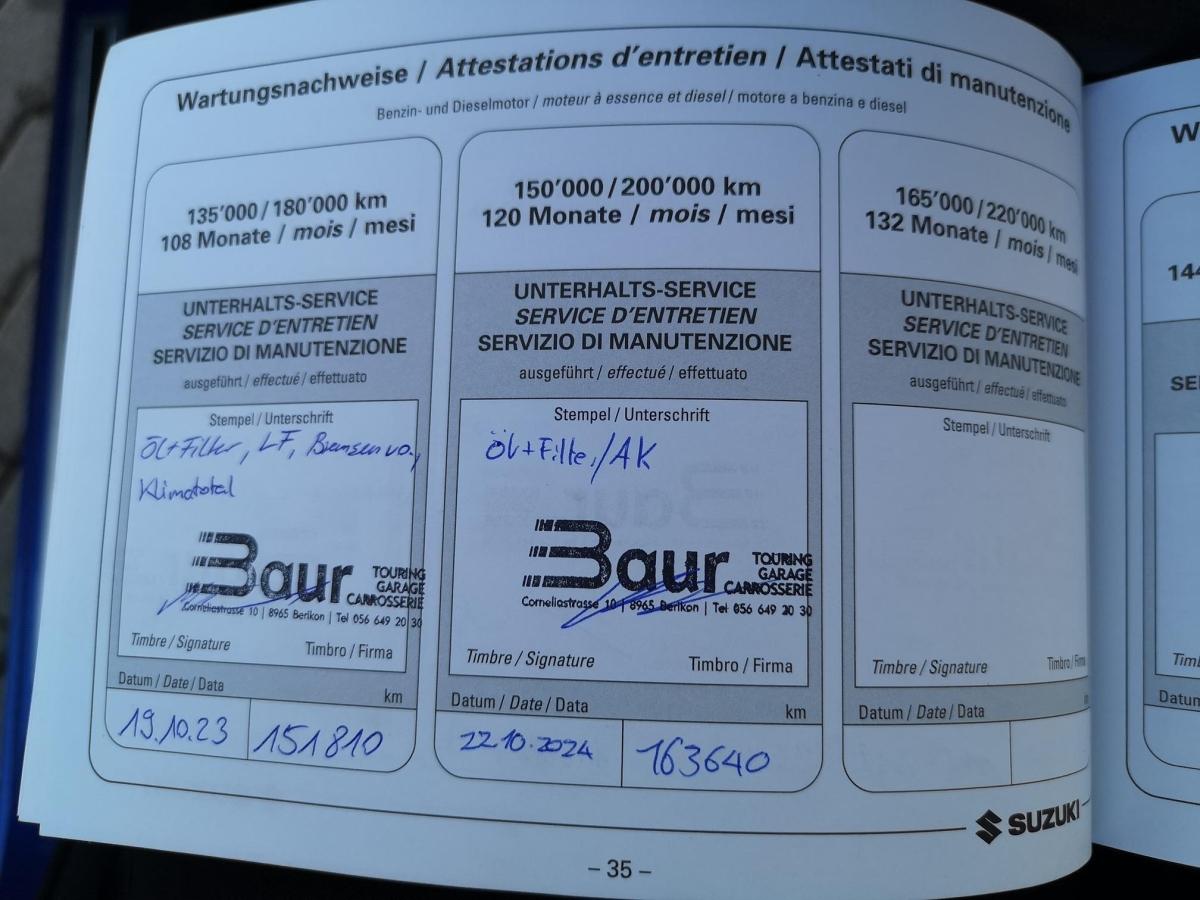 Wartungsnachweise / Attestations d'entretien / Attestati di manutenzione
Benzin- und Dieselmotor / moteur à essence et diesel / motore a benzina e diesel
135'000 / 180'000 km
108 Monate / mois / mesi
UNTERHALTS-SERVICE
SERVICE D'ENTRETIEN
SERVIZIO DI MANUTENZIONE
ausgeführt / effectué / effettuato
Stempel / Unterschrift
Öl+Filter, LF, Bremsen vo.,
Klimatotal
Baur TOURING
GARAGE
CARROSSERIE
Corneliastrasse 10 | 8965 Berikon | Tel 056 649 20 30
Timbre / Signature Timbro / Firma
Datum / Date / Data km
19.10.23 151810
150'000 / 200'000 km
120 Monate / mois / mesi
UNTERHALTS-SERVICE
SERVICE D'ENTRETIEN
SERVIZIO DI MANUTENZIONE
ausgeführt / effectué / effettuato
Stempel / Unterschrift
Öl+Filter/AK
Baur TOURING
GARAGE
CARROSSERIE
Corneliastrasse 10 | 8965 Berikon | Tel 056 649 20 30
Timbre / Signature Timbro / Firma
Datum / Date / Data km
22.10.2024 163640
165'000 / 220'000 km
132 Monate / mois / mesi
UNTERHALTS-SERVICE
SERVICE D'ENTRETIEN
SERVIZIO DI MANUTENZIONE
ausgeführt / effectué / effettuato
Stempel / Unterschrift
Timbre / Signature Timbro / Firma
Datum / Date / Data
SUZUKI
– 35 –
W
144
SE
Datum